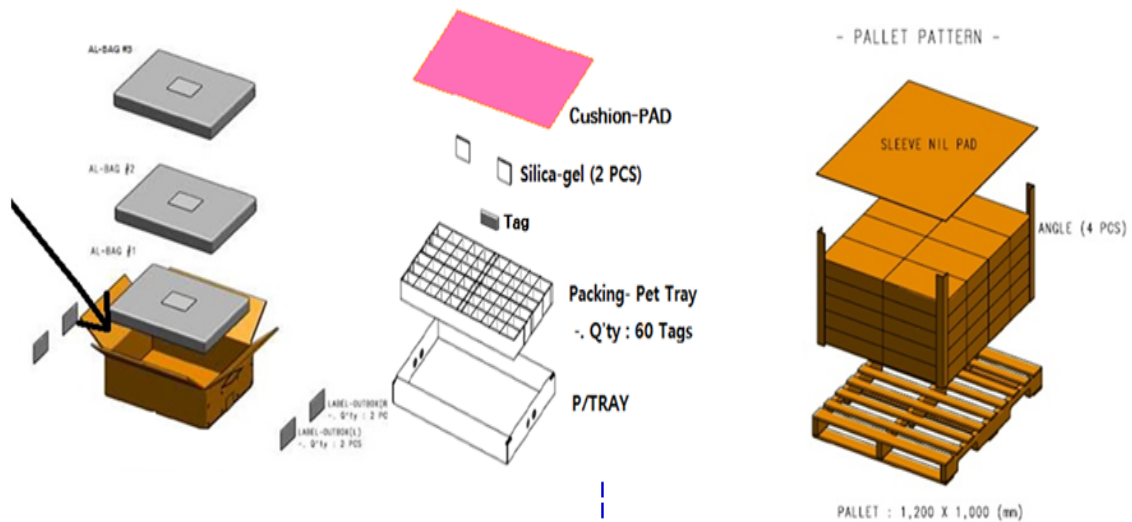 AL-BAG #3
AL-BAG #2
AL-BAG #1
LABEL-OUTBOX(R
-. Q'ty : 2 PC
LABEL-OUTBOX(L)
-. Q'ty : 2 PCS
Cushion-PAD
Silica-gel (2 PCS)
Tag
Packing- Pet Tray
-. Q'ty : 60 Tags
P/TRAY
- PALLET PATTERN -
SLEEVE NIL PAD
ANGLE (4 PCS)
PALLET : 1,200 X 1,000 (mm)